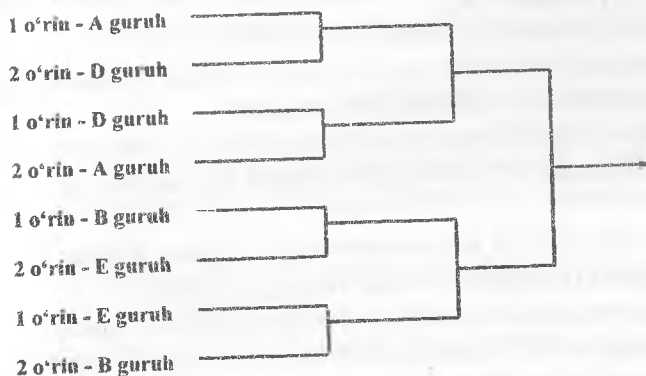 1 o‘rin - A guruh
2 o‘rin - D guruh
1 o‘rin - D guruh
2 o‘rin - A guruh
1 o‘rin - B guruh
2 o‘rin - E guruh
1 o‘rin - E guruh
2 o‘rin - B guruh